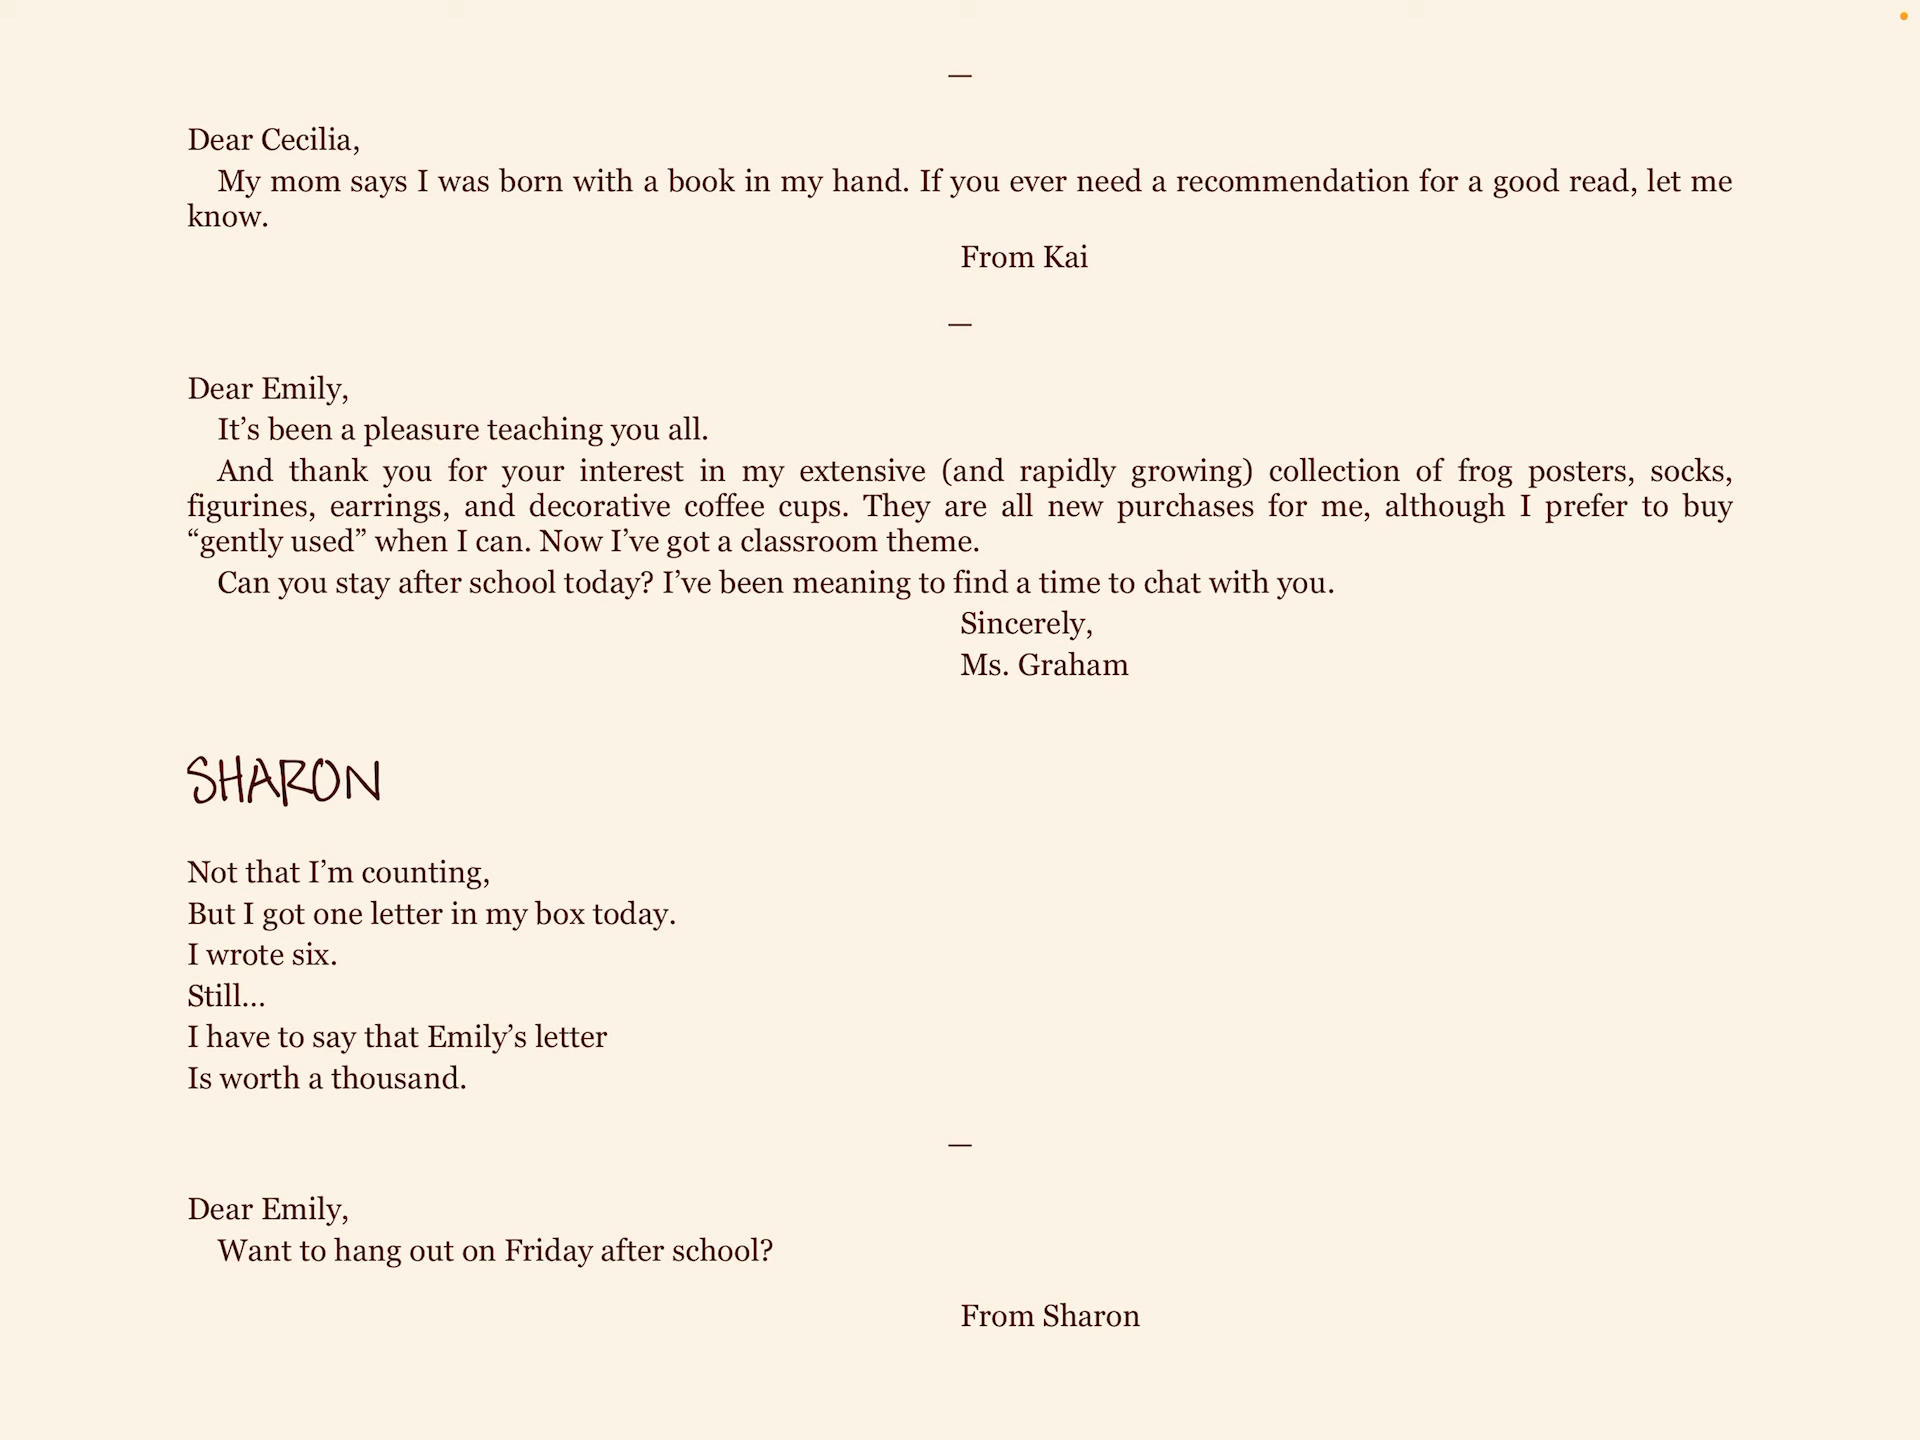 —
Dear Cecilia,
My mom says I was born with a book in my hand. If you ever need a recommendation for a good read, let me
know.
From Kai
—
Dear Emily,
It’s been a pleasure teaching you all.
And thank you for your interest in my extensive (and rapidly growing) collection of frog posters, socks,
figurines, earrings, and decorative coffee cups. They are all new purchases for me, although I prefer to buy
“gently used” when I can. Now I’ve got a classroom theme.
Can you stay after school today? I’ve been meaning to find a time to chat with you.
Sincerely,
Ms. Graham
SHARON
Not that I’m counting,
But I got one letter in my box today.
I wrote six.
Still…
I have to say that Emily’s letter
Is worth a thousand.
—
Dear Emily,
Want to hang out on Friday after school?
From Sharon